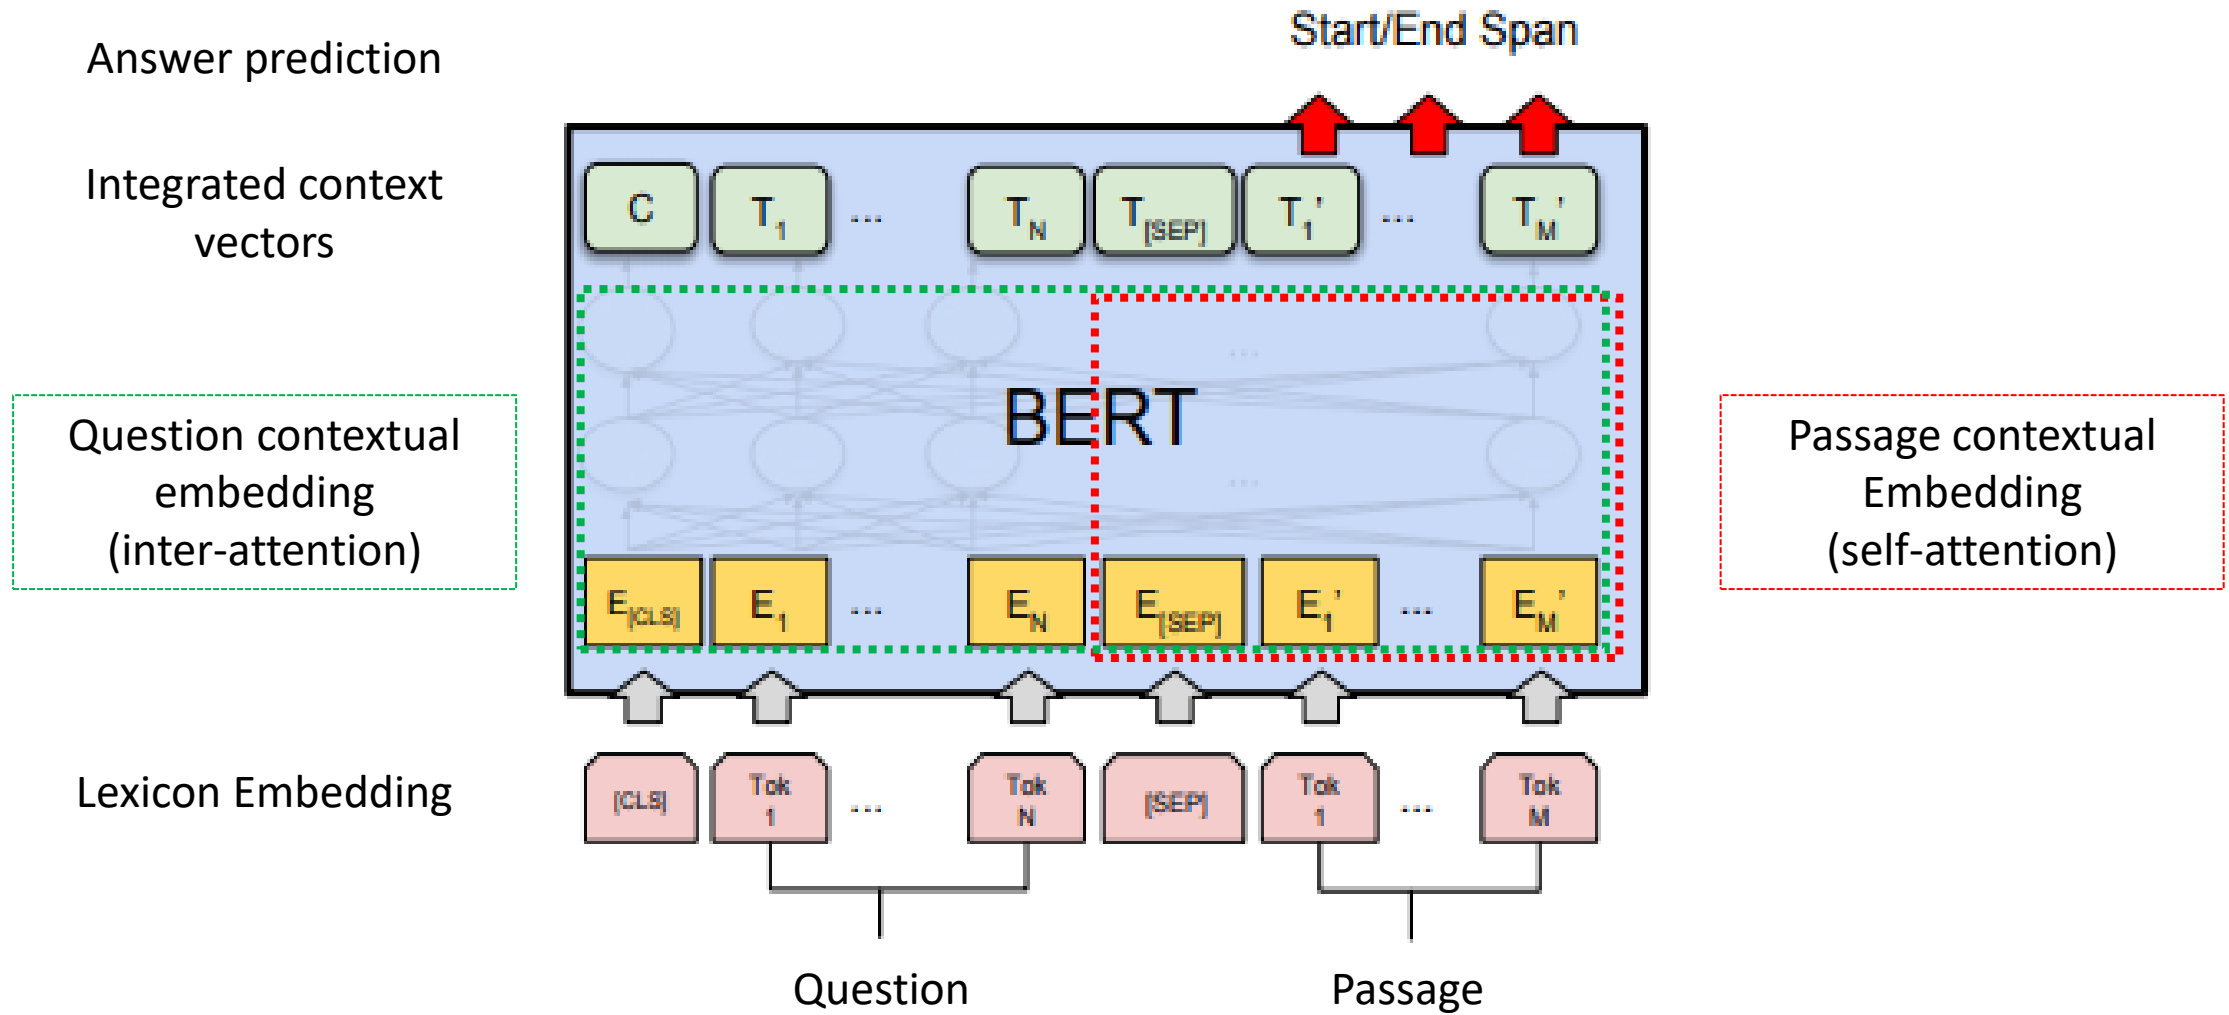 Start/End Span
Answer prediction
Integrated context
vectors
C T1 ... TN T[SEP] T1' ... TM'
...
BERT
Question contextual
embedding
(inter-attention)
Passage contextual
Embedding
(self-attention)
...
E[CLS] E1 ... EN E[SEP] E1' ... EM'
Lexicon Embedding
[CLS] Tok 1 ... Tok N [SEP] Tok 1 ... Tok M
Question Passage